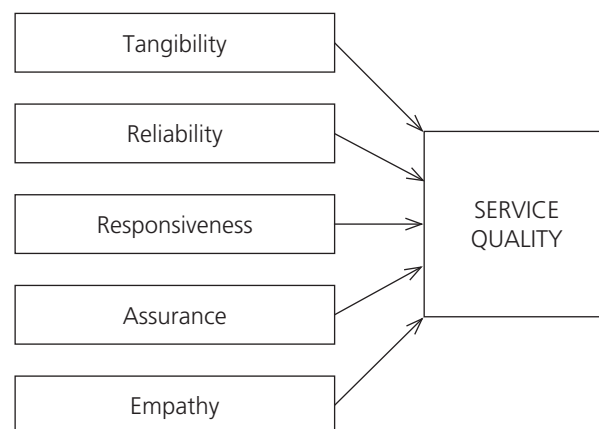 Tangibility
Reliability
Responsiveness
Assurance
Empathy
SERVICE
QUALITY